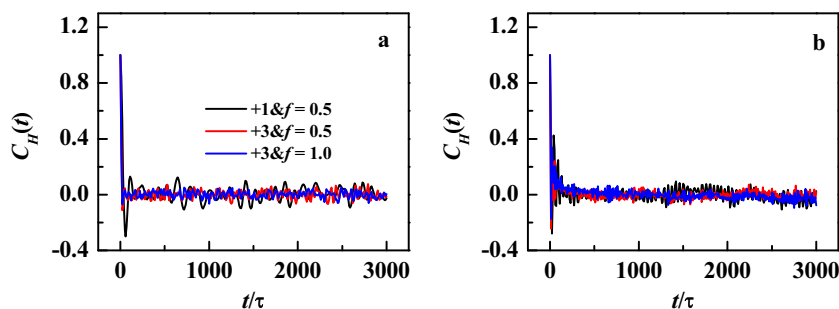 a
1.2
0.8
0.4
0.0
-0.4
C_H(t)
+1&f = 0.5
+3&f = 0.5
+3&f = 1.0
0 1000 2000 3000
t/τ
b
1.2
0.8
0.4
0.0
-0.4
C_H(t)
0 1000 2000 3000
t/τ